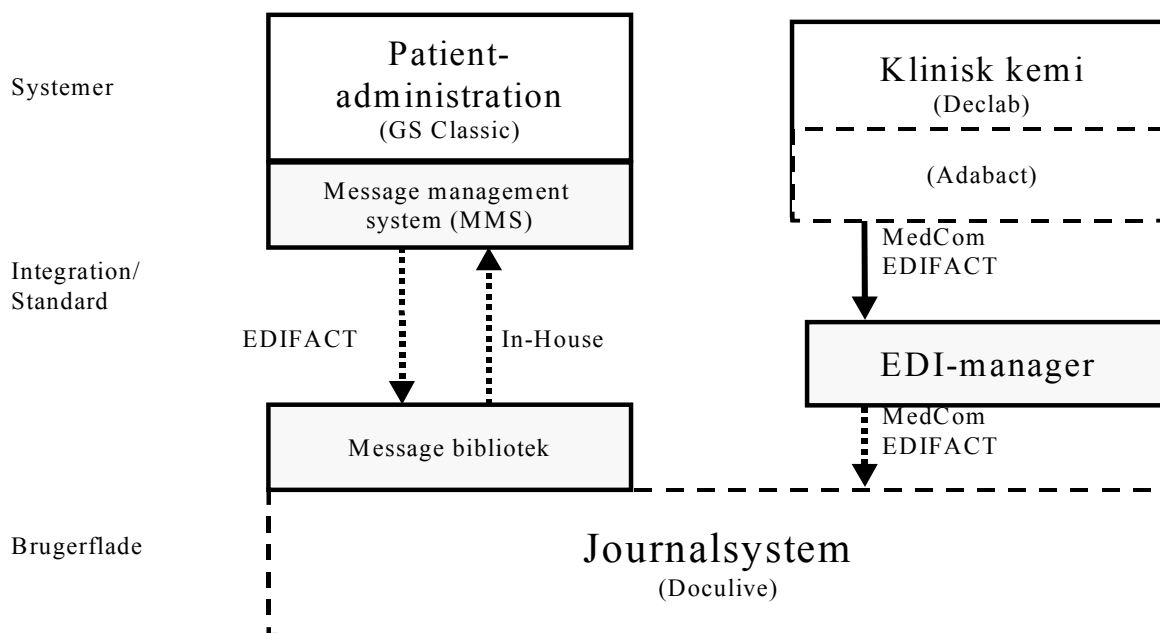 Systemer
Patient-
administration
(GS Classic)
Klinisk kemi
(Declab)
(Adabact)
Message management
system (MMS)
MedCom
EDIFACT
Integration/
Standard
EDIFACT
In-House
EDI-manager
MedCom
EDIFACT
Message bibliotek
Brugerflade
Journalsystem
(Doculive)